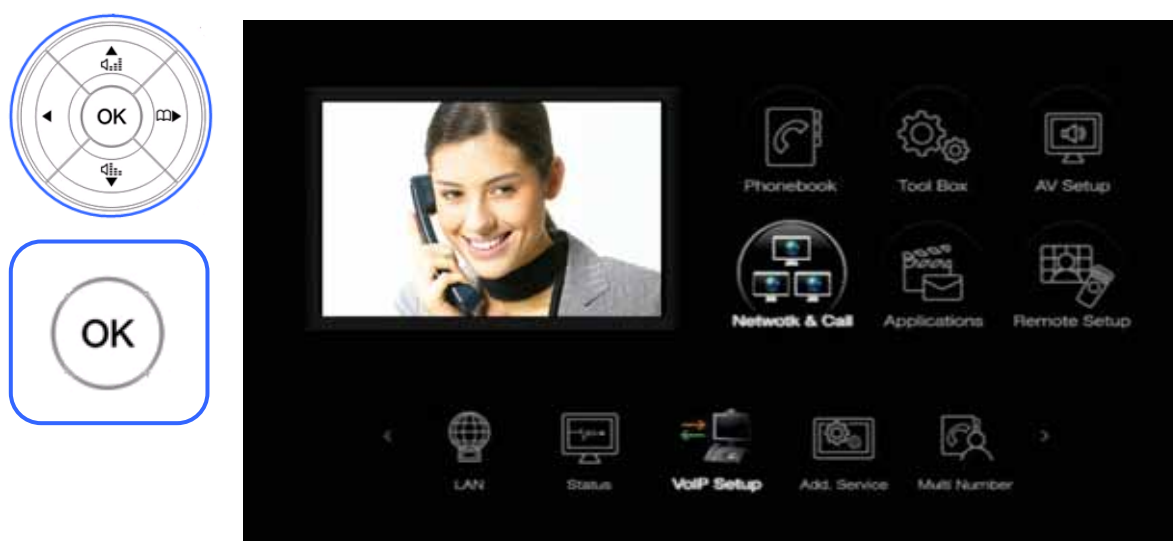 OK
OK
Phonebook Tool Box AV Setup
Netwotk & Call Applications Remote Setup
LAN Status VoIP Setup Add. Service Multi Number